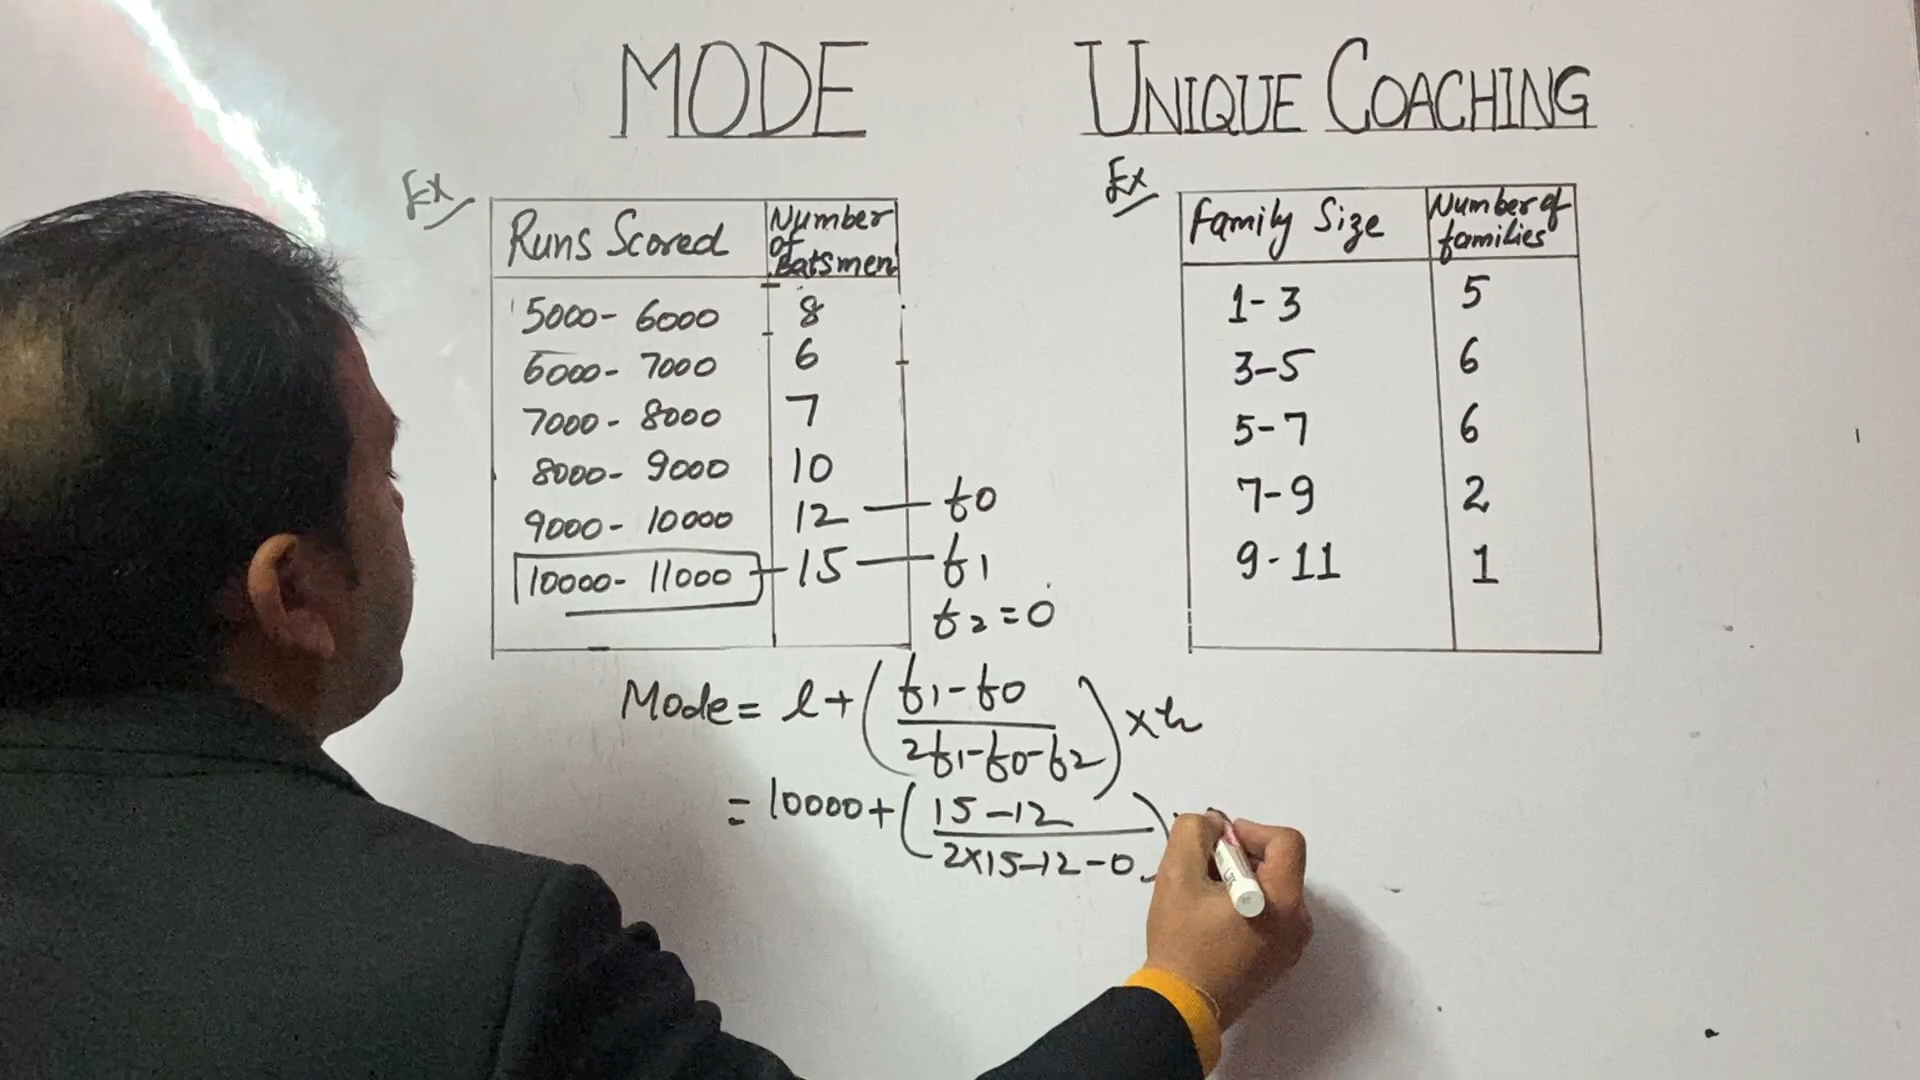 MODE
UNIQUE COACHING
Ex
Runs Scored
Number of Batsmen
5000- 6000 8
6000- 7000 6
7000 - 8000 7
8000- 9000 10
9000 - 10000 12 — f0
10000- 11000 15 — f1
f2 = 0
Mode = l + (f1 - f0 / 2f1 - f0 - f2) × h
= 10000 + (15 - 12 / 2×15 - 12 - 0)
Ex
Family Size
Number of families
1- 3 5
3-5 6
5-7 6
7-9 2
9 - 11 1